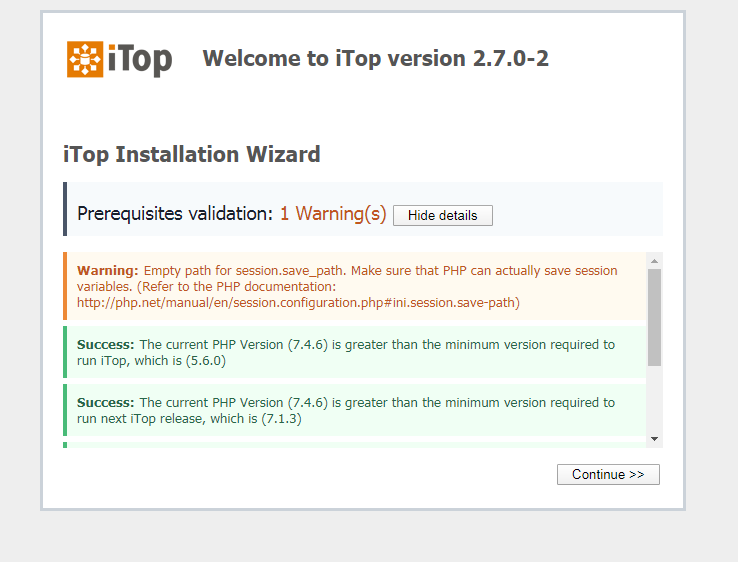 iTop
Welcome to iTop version 2.7.0-2
iTop Installation Wizard
Prerequisites validation: 1 Warning(s) Hide details
Warning: Empty path for session.save_path. Make sure that PHP can actually save session
variables. (Refer to the PHP documentation:
http://php.net/manual/en/session.configuration.php#ini.session.save-path)
Success: The current PHP Version (7.4.6) is greater than the minimum version required to
run iTop, which is (5.6.0)
Success: The current PHP Version (7.4.6) is greater than the minimum version required to
run next iTop release, which is (7.1.3)
Continue >>